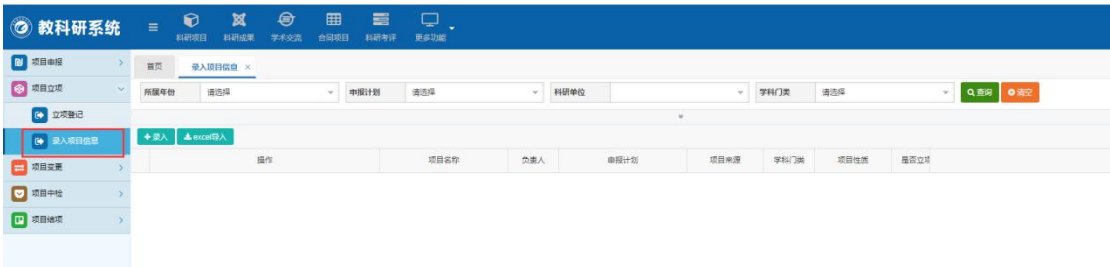 教科研系统
科研项目 科研成果 学术交流 合同项目 科研考评 更多功能
项目申报
首页 录入项目信息 ×
项目立项
所属年份 请选择 申报计划 请选择 科研单位 学科门类 请选择 查询 清空
立项登记
录入项目信息
+录入 excel导入
操作 项目名称 负责人 申报计划 项目来源 学科门类 项目性质 是否立项
项目变更
项目中检
项目结项